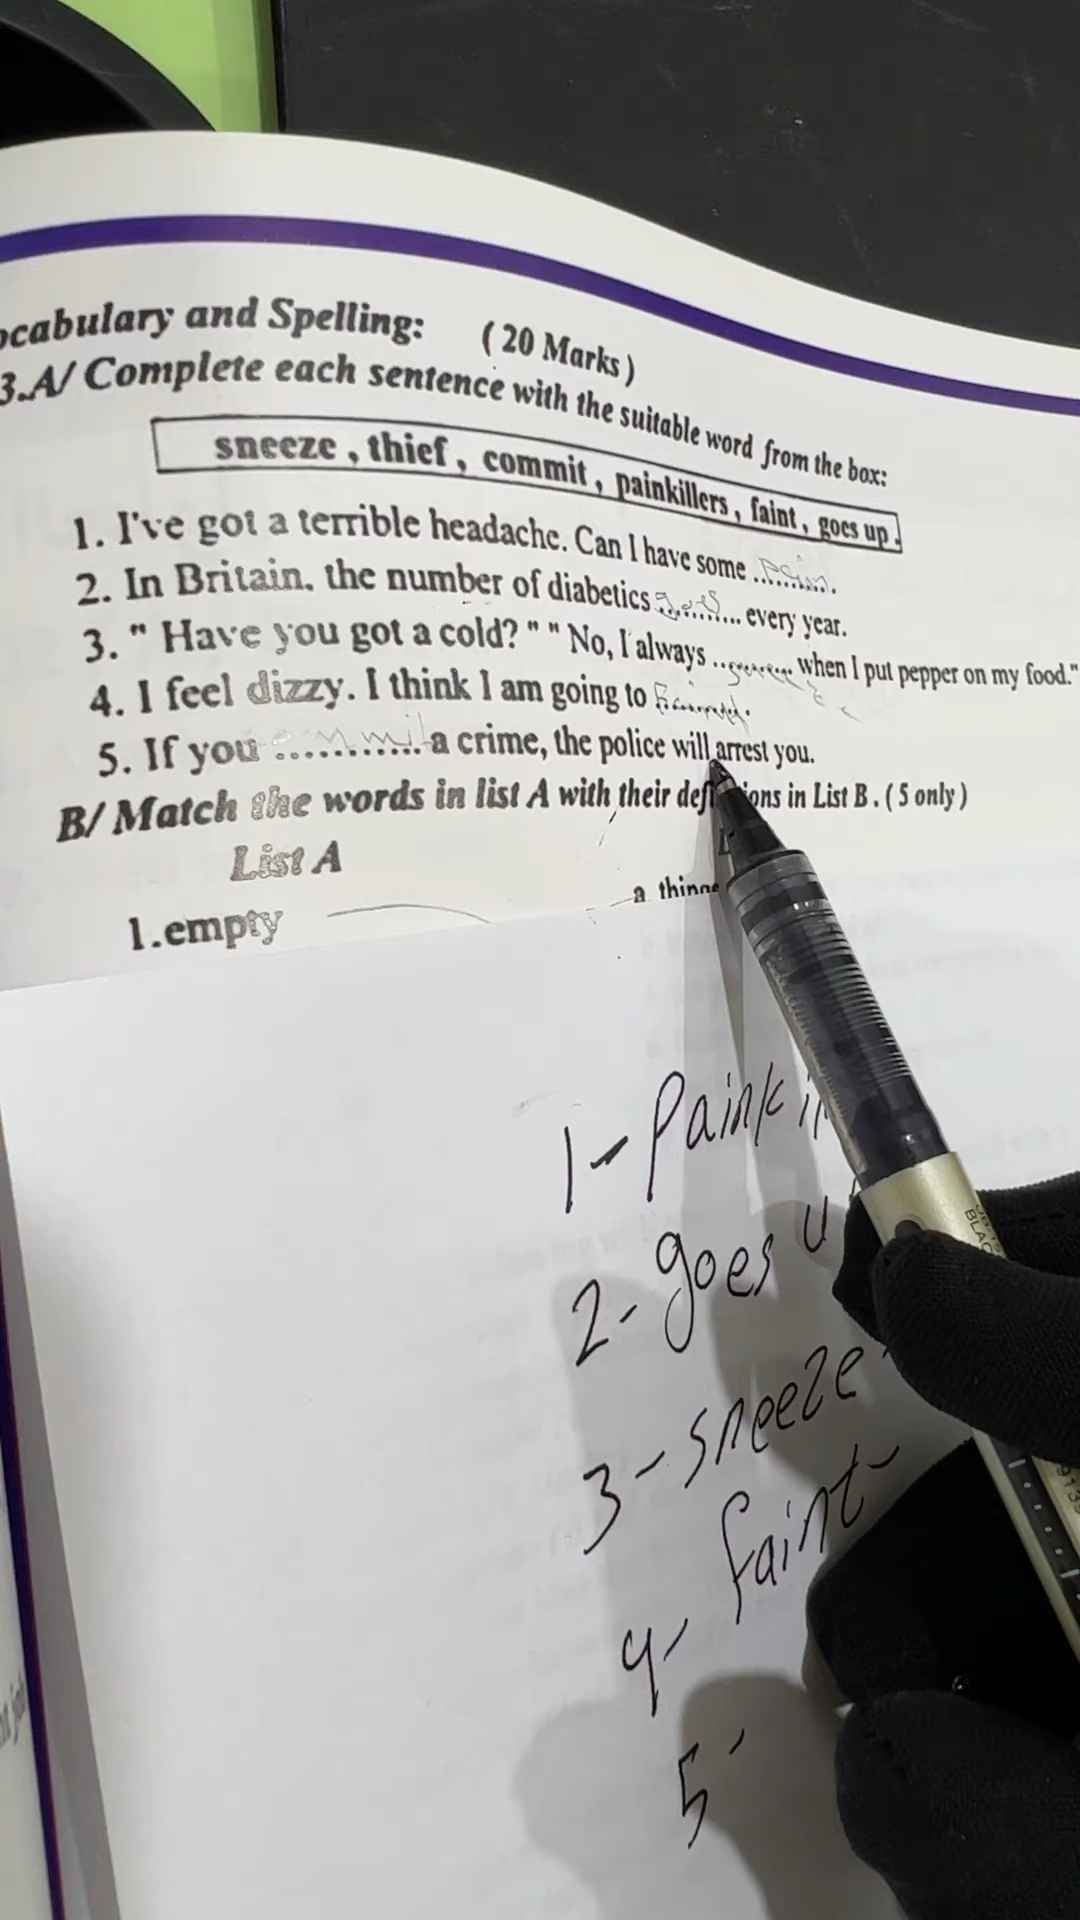 ocabulary and Spelling: ( 20 Marks )
3.A/ Complete each sentence with the suitable word from the box:
sneeze , thief , commit , painkillers , faint , goes up .
1. I've got a terrible headache. Can I have some .......... .
2. In Britain. the number of diabetics goes........... every year.
3. " Have you got a cold? " " No, I always .......... when I put pepper on my food."
4. I feel dizzy. I think I am going to .......... .
5. If you ........... a crime, the police will arrest you.
B/ Match the words in list A with their in List B . ( 5 only )
List A
1.empty
a things
1- Painki
2- goes u
3- sneeze
4- faint
5-